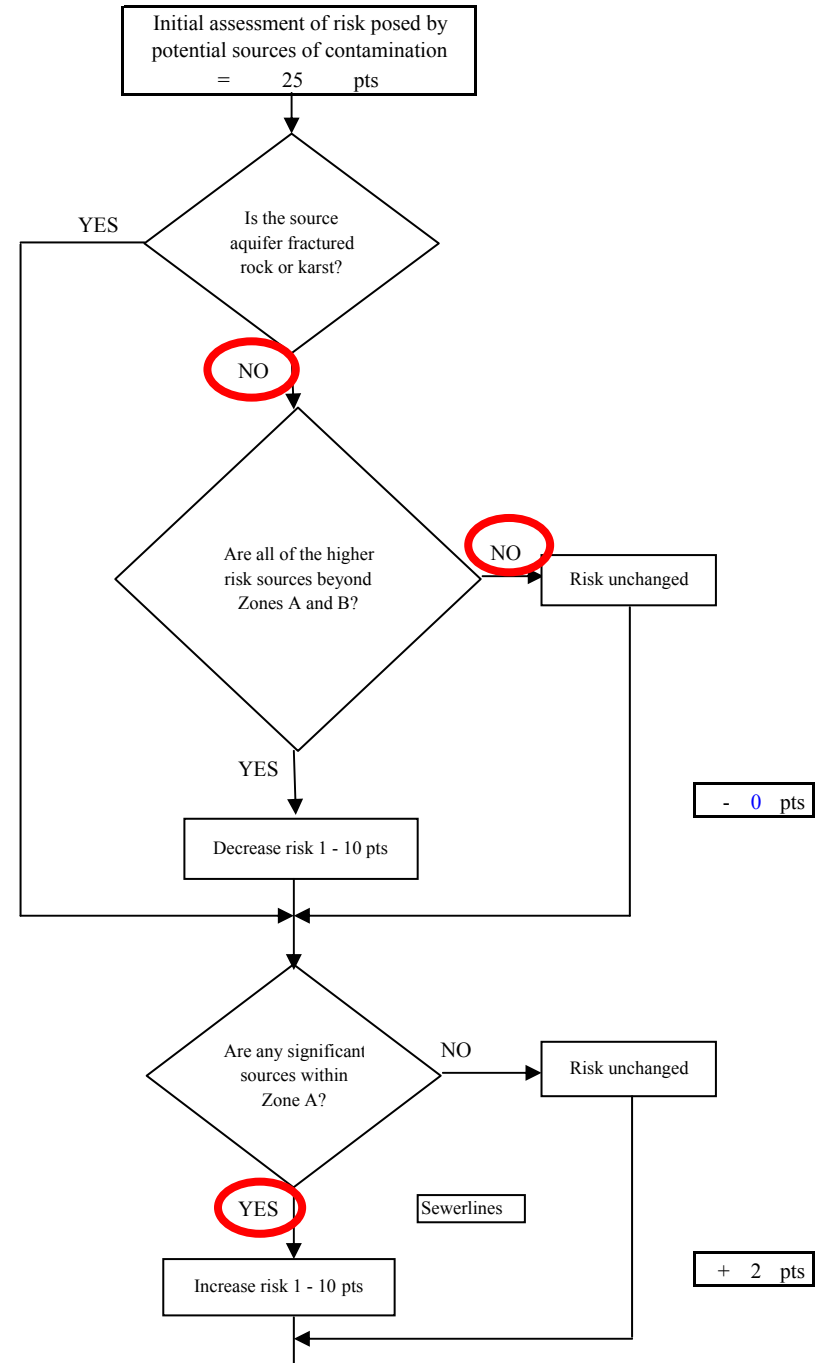 Initial assessment of risk posed by
potential sources of contamination
= 25 pts
YES
Is the source
aquifer fractured
rock or karst?
NO
Are all of the higher
risk sources beyond
Zones A and B?
NO
Risk unchanged
YES
- 0 pts
Decrease risk 1 - 10 pts
Are any significant
sources within
Zone A?
NO
Risk unchanged
YES
Sewerlines
Increase risk 1 - 10 pts
+ 2 pts